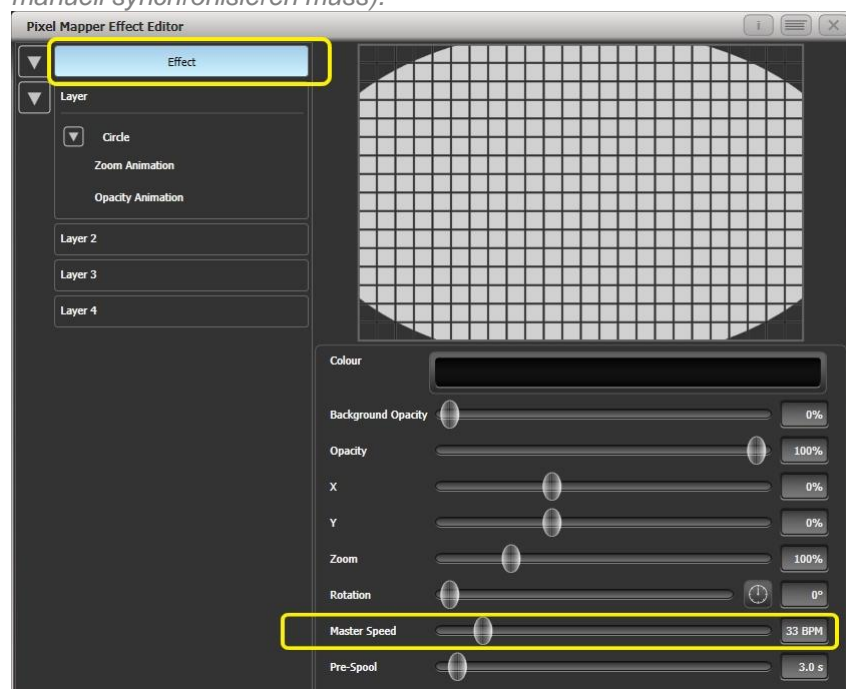 manuell synchronisieren muss).
Pixel Mapper Effect Editor
i
Effect
Layer
Circle
Zoom Animation
Opacity Animation
Layer 2
Layer 3
Layer 4
Colour
Background Opacity 0%
Opacity 100%
X 0%
Y 0%
Zoom 100%
Rotation 0°
Master Speed 33 BPM
Pre-Spool 3.0 s